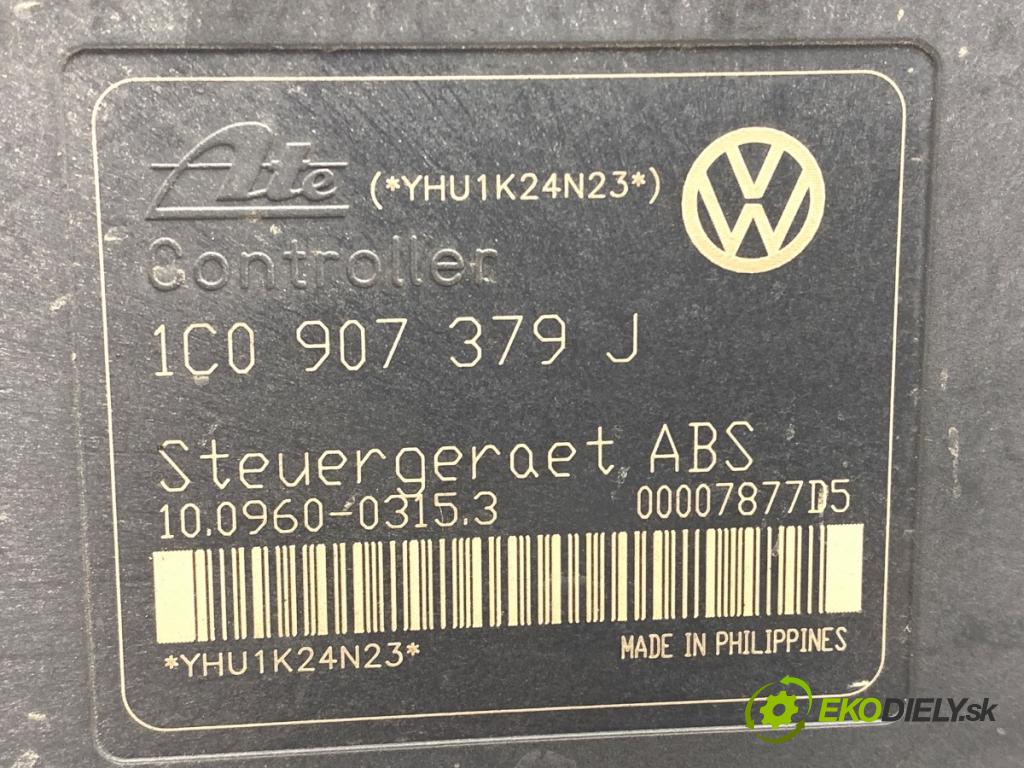 Ate (*YHU1K24N23*)
Controller
1C0 907 379 J
Steuergeraet ABS
10.0960-0315.3 00007877D5
*YHU1K24N23* MADE IN PHILIPPINES
EKODIELY.sk